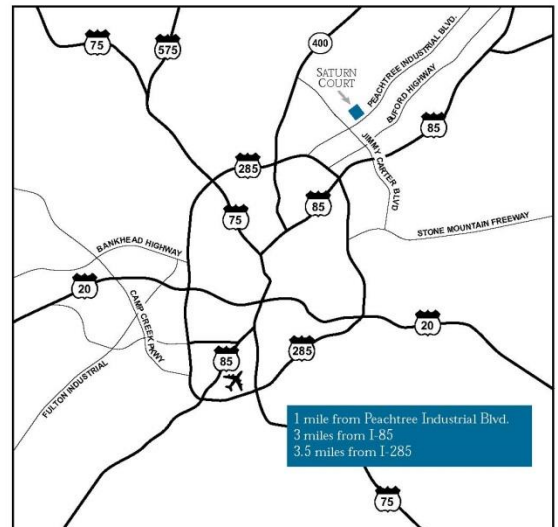 75
575
400
SATURN
COURT
PEACHTREE INDUSTRIAL BLVD.
BUFORD HIGHWAY
85
JIMMY CARTER BLVD
285
75
85
STONE MOUNTAIN FREEWAY
BANKHEAD HIGHWAY
20
CAMP CREEK PKWY
20
85
285
FULTON INDUSTRIAL
1 mile from Peachtree Industrial Blvd.
3 miles from I-85
3.5 miles from I-285
75